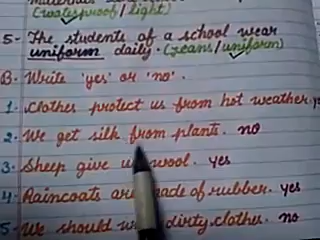 (waterproof/light)
5- The students of a school wear
uniform daily. (jeans/uniform)
B- Write 'yes' or 'no'.
1. Clothes protect us from hot weather.
2- We get silk from plants. no
3- Sheep give wool. yes
4- Raincoats are made of rubber. yes
5- We should dirty clothes. no